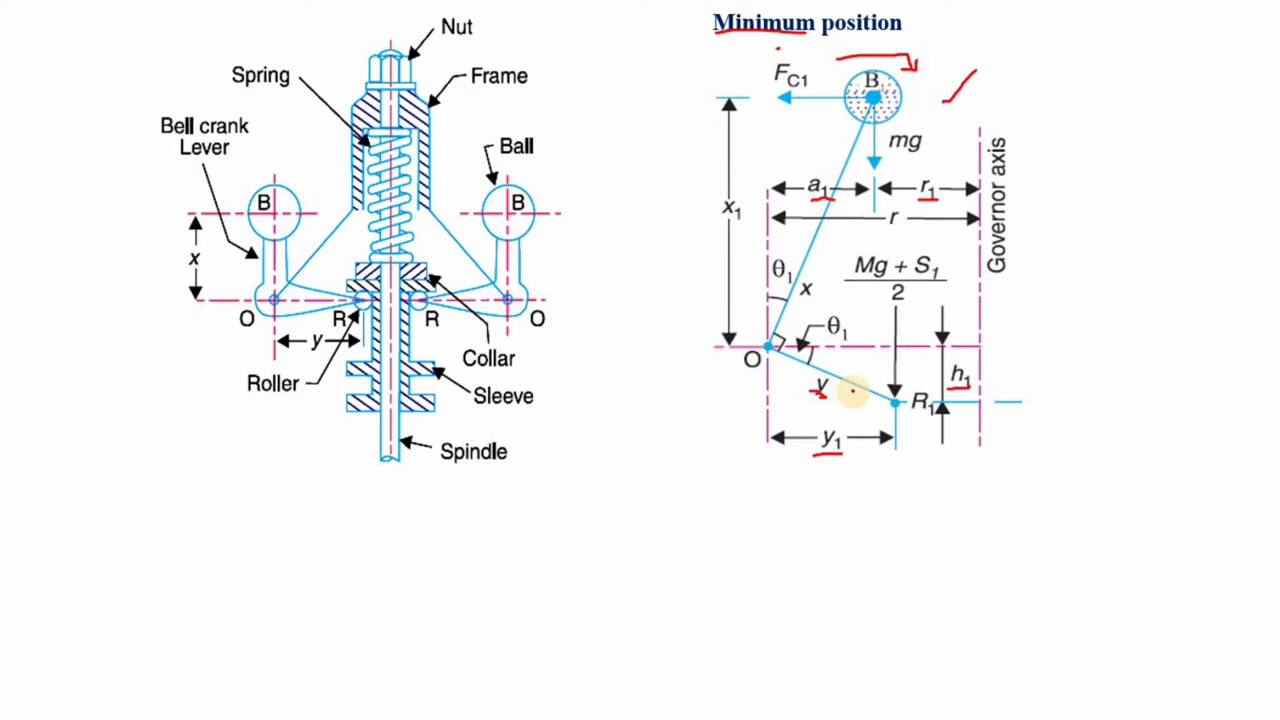 Nut
Spring
Frame
Bell crank
Lever
Ball
B
B
x
O
R
R
O
y
Collar
Roller
Sleeve
Spindle
Minimum position
FC1
B1
mg
a1
r1
x1
r
Governor axis
θ1
x
Mg + S1
2
θ1
O
y
h1
R1
y1